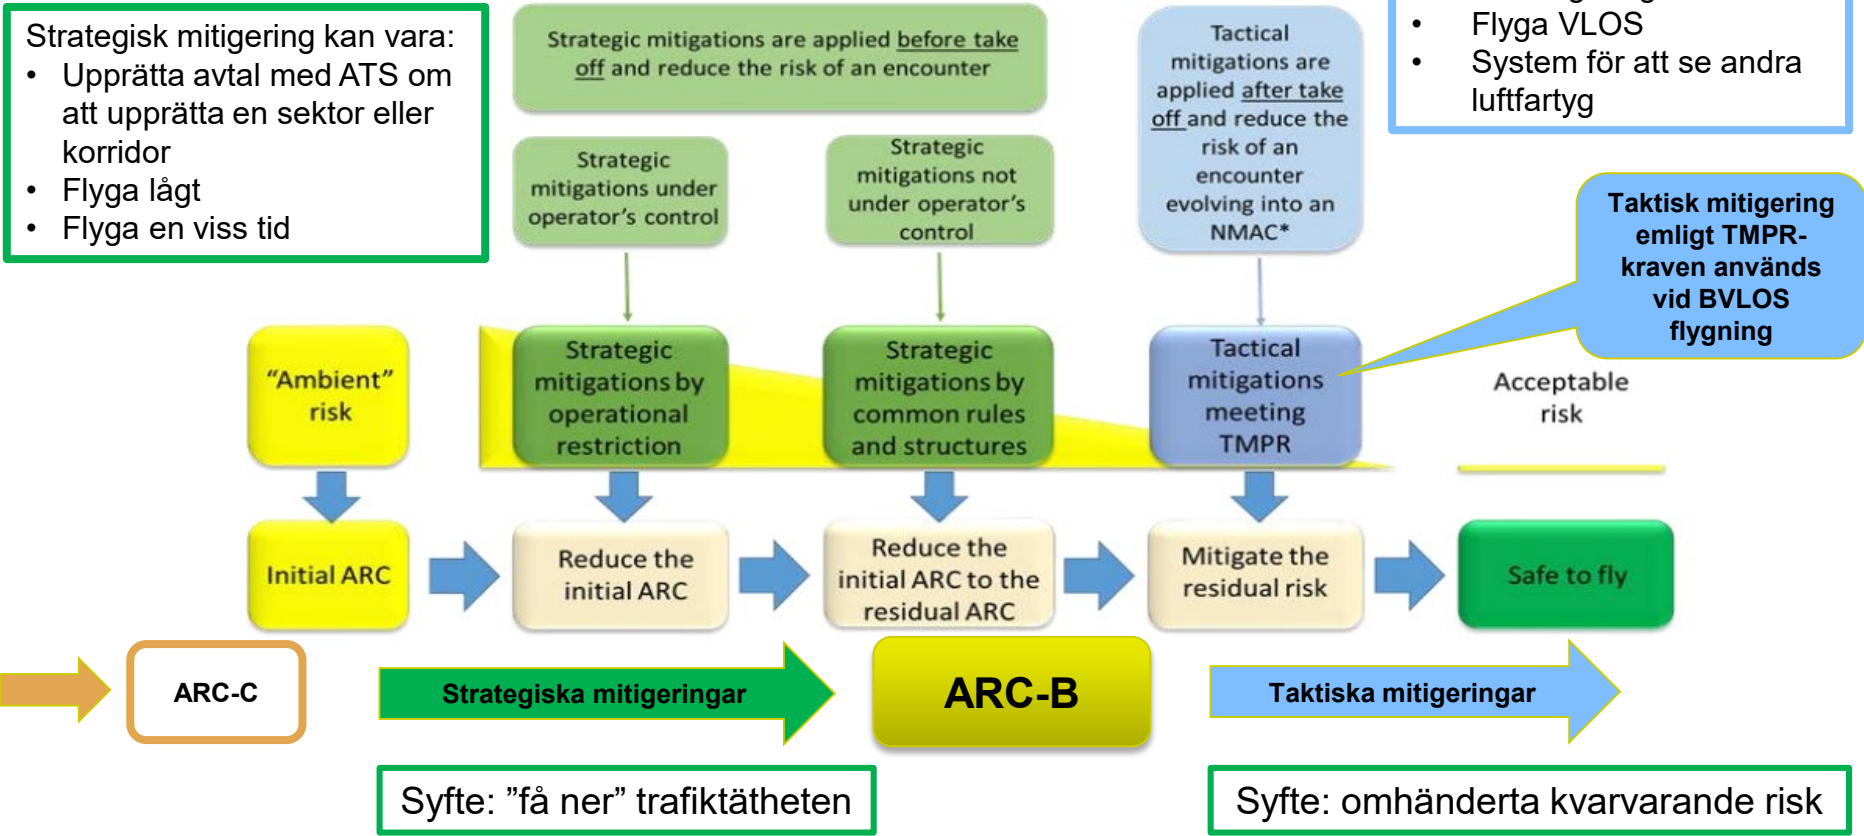 Strategisk mitigering kan vara:
• Upprätta avtal med ATS om
att upprätta en sektor eller
korridor
• Flyga lågt
• Flyga en viss tid
Strategic mitigations are applied before take
off and reduce the risk of an encounter
Strategic
mitigations under
operator's control
Strategic
mitigations not
under operator's
control
Tactical
mitigations are
applied after take
off and reduce the
risk of an
encounter
evolving into an
NMAC*
• Flyga VLOS
• System för att se andra
luftfartyg
Taktisk mitigering
emligt TMPR-
kraven används
vid BVLOS
flygning
"Ambient"
risk
Strategic
mitigations by
operational
restriction
Strategic
mitigations by
common rules
and structures
Tactical
mitigations
meeting
TMPR
Acceptable
risk
Initial ARC
Reduce the
initial ARC
Reduce the
initial ARC to the
residual ARC
Mitigate the
residual risk
Safe to fly
ARC-C
Strategiska mitigeringar
ARC-B
Taktiska mitigeringar
Syfte: ”få ner” trafiktätheten
Syfte: omhänderta kvarvarande risk